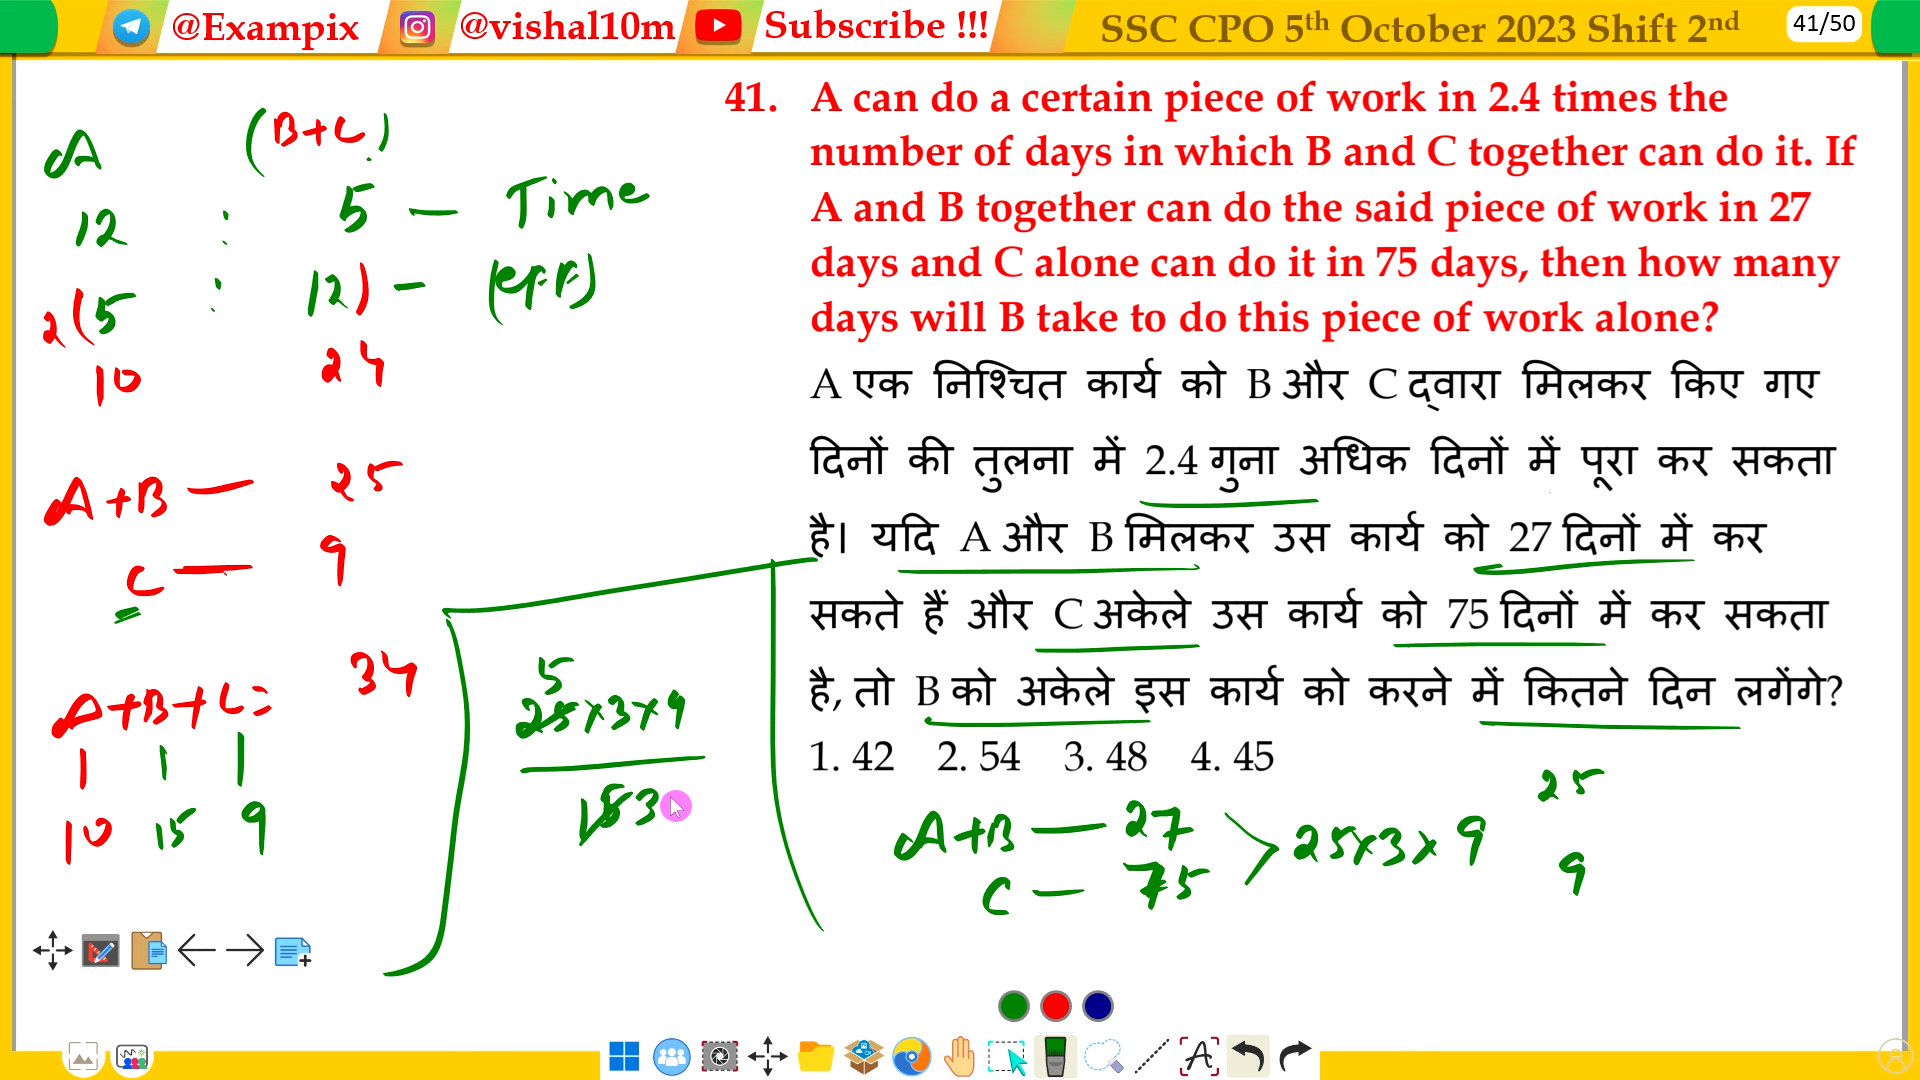 @Exampix @vishal10m Subscribe !!! SSC CPO 5th October 2023 Shift 2nd 41/50
41. A can do a certain piece of work in 2.4 times the
number of days in which B and C together can do it. If
A and B together can do the said piece of work in 27
days and C alone can do it in 75 days, then how many
days will B take to do this piece of work alone?
A एक निश्चित कार्य को B और C द्वारा मिलकर किए गए
दिनों की तुलना में 2.4 गुना अधिक दिनों में पूरा कर सकता
है। यदि A और B मिलकर उस कार्य को 27 दिनों में कर
सकते हैं और C अकेले उस कार्य को 75 दिनों में कर सकता
है, तो B को अकेले इस कार्य को करने में कितने दिन लगेंगे?
1. 42 2. 54 3. 48 4. 45
A (B+C)
12 : 5 — Time
2(5 : 12) — (eff)
10 24
A+B — 25
C — 9
A+B+C= 34
1 1 1
10 15 9
5
25×3×9
153
A+B — 27
C — 75
> 25×3×9
25
9